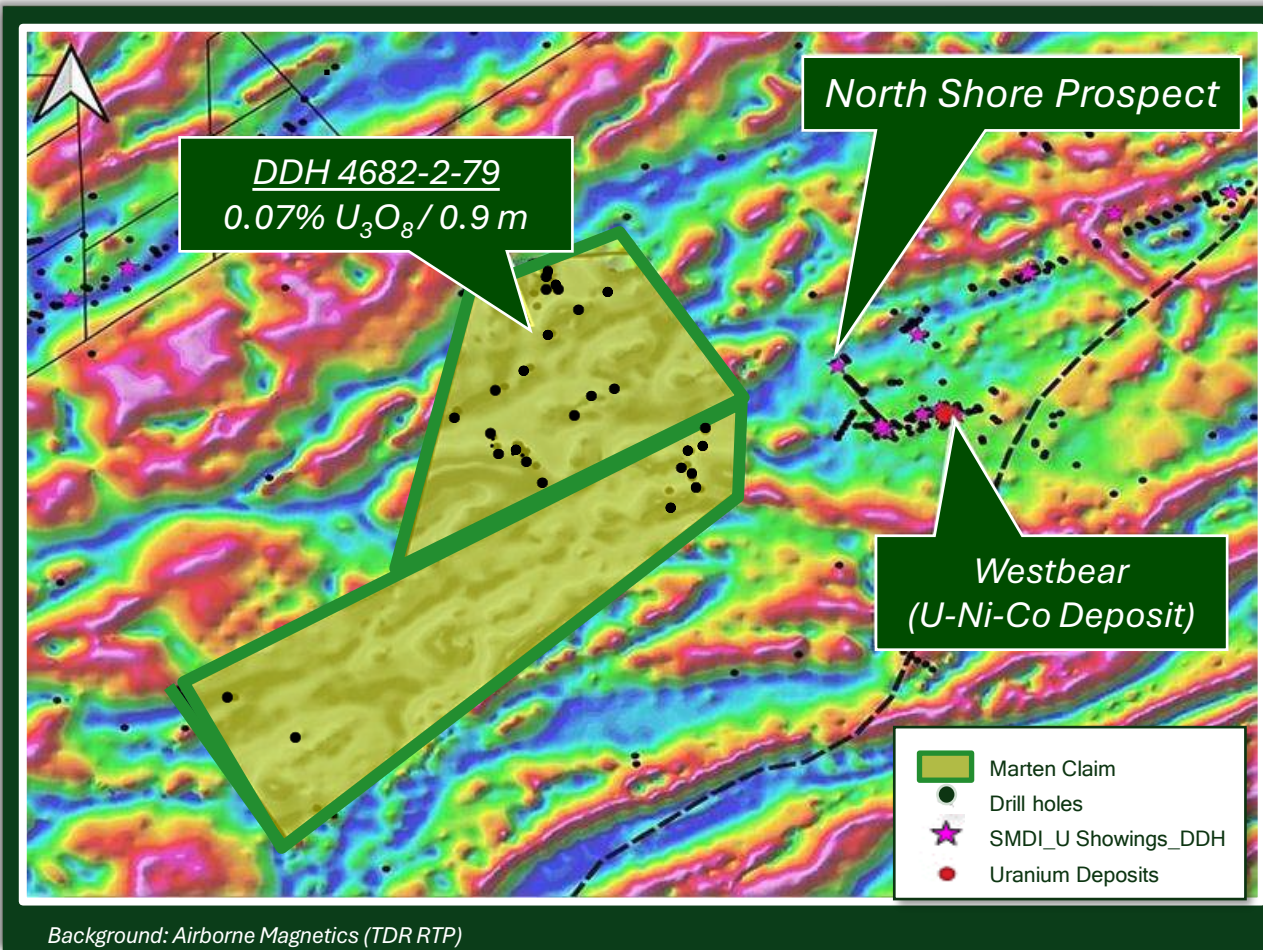 North Shore Prospect
DDH 4682-2-79
0.07% U₃O₈/ 0.9 m
Westbear
(U-Ni-Co Deposit)
Marten Claim
Drill holes
SMDI_U Showings_DDH
Uranium Deposits
Background: Airborne Magnetics (TDR RTP)